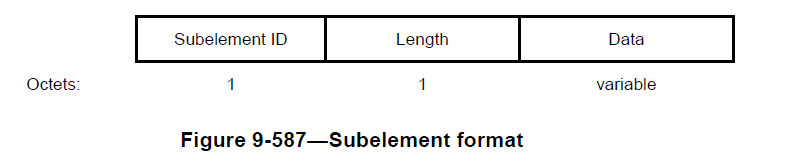 Subelement ID Length Data
Octets: 1 1 variable
Figure 9-587—Subelement format